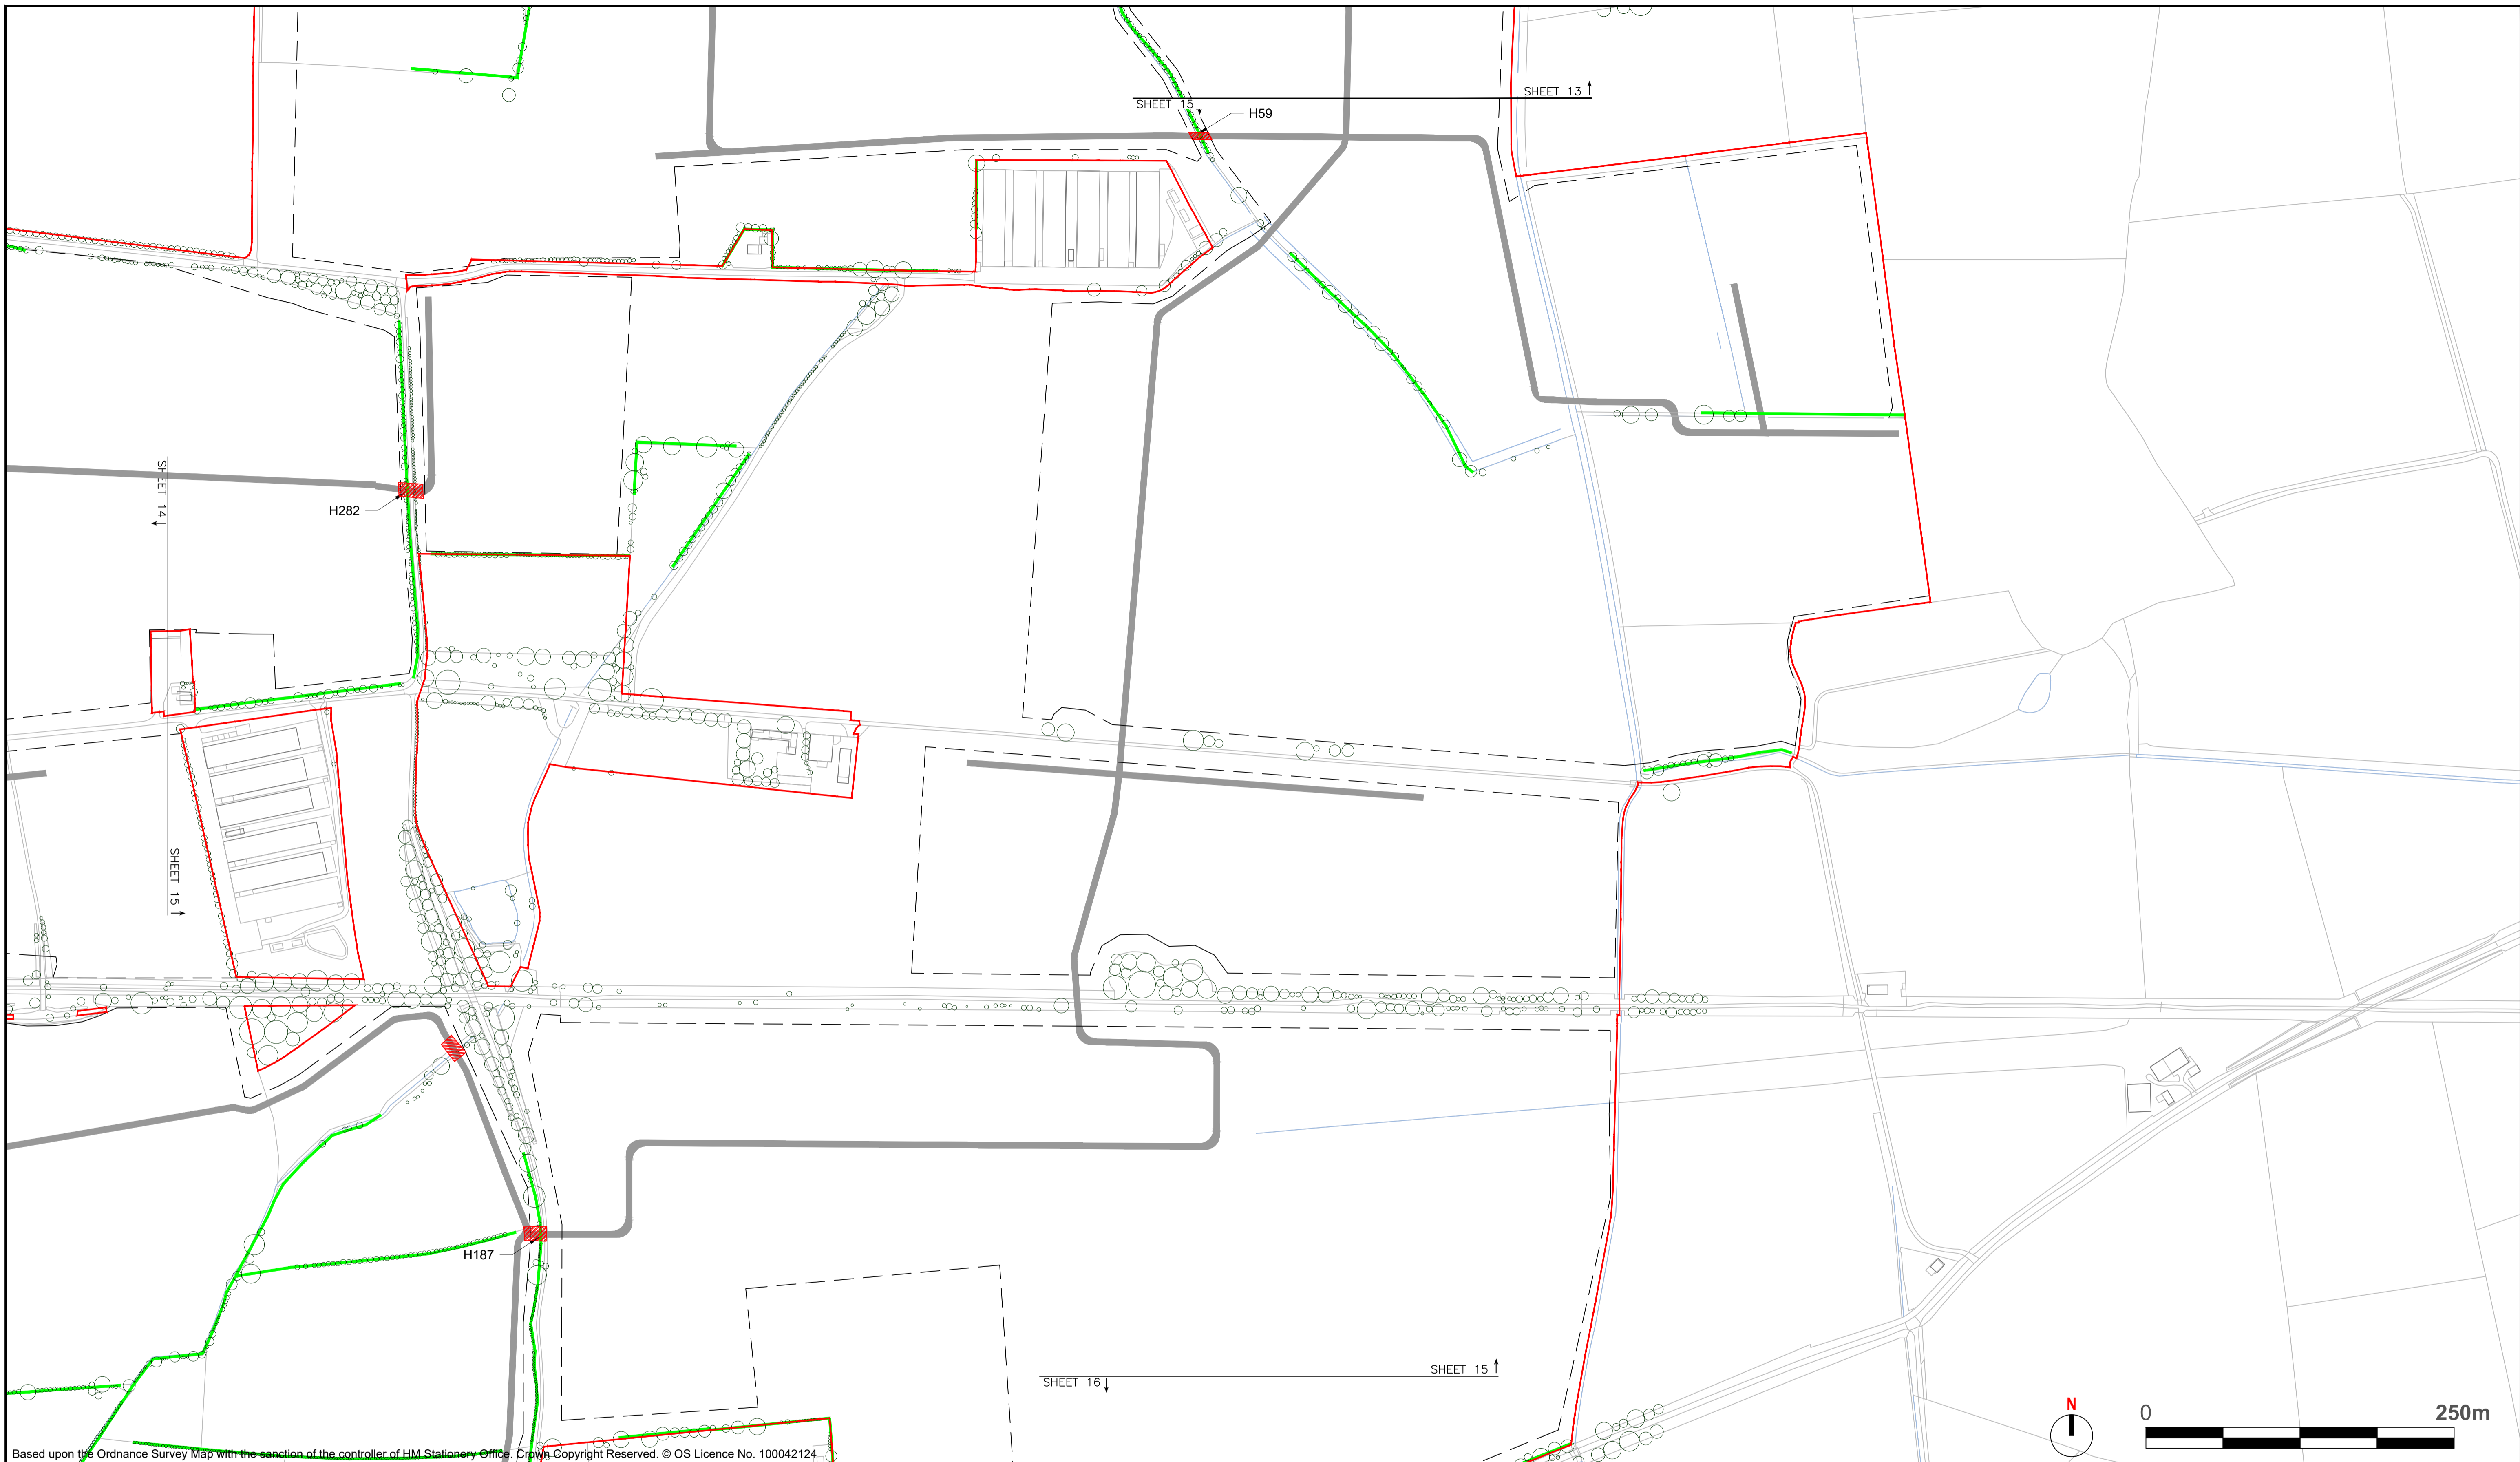 SHEET 13
SHEET 15
H59
SHEET 14
H282
SHEET 15
H187
SHEET 15
SHEET 16
N
0 250m
Based upon the Ordnance Survey Map with the sanction of the controller of HM Stationery Office. Crown Copyright Reserved. © OS Licence No. 100042124